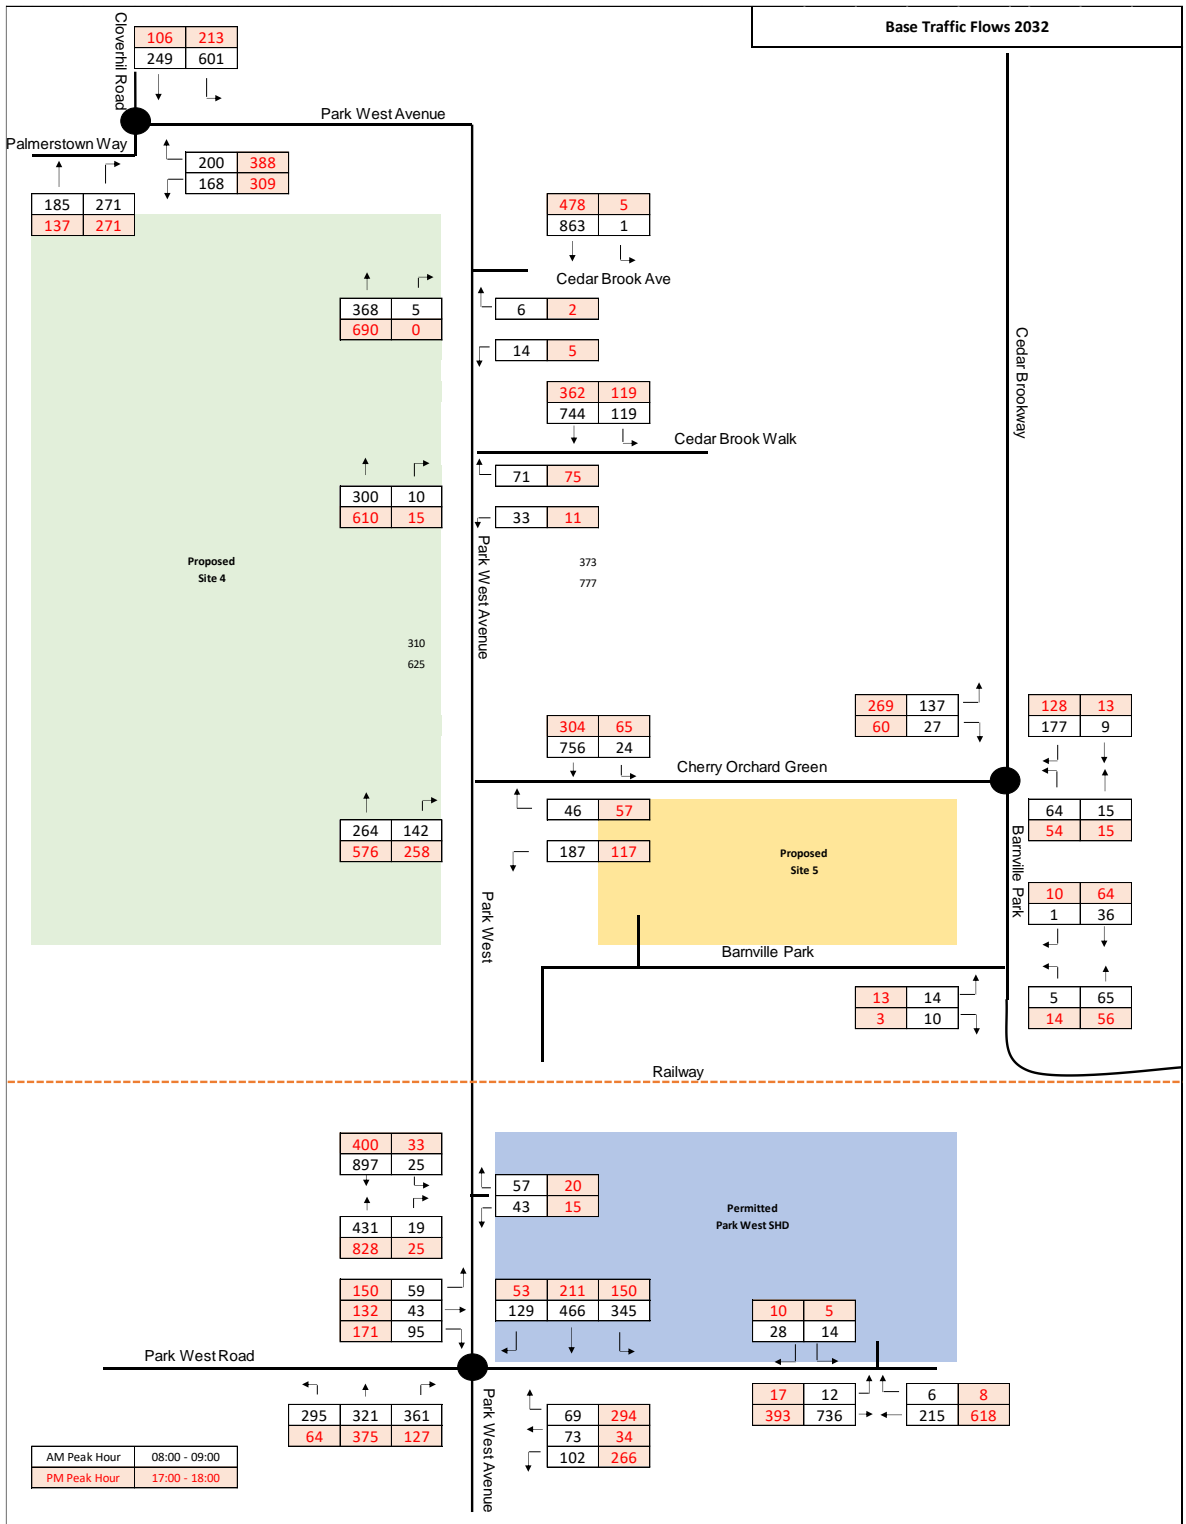 Base Traffic Flows 2032
Cloverhil Road
106 213
249 601
Park West Avenue
Palmerstown Way
200 388
168 309
185 271
137 271
478 5
863 1
Cedar Brook Ave
368 5
690 0
6 2
14 5
362 119
744 119
Cedar Brook Walk
Cedar Brookway
71 75
300 10
610 15
33 11
Park West Avenue
Proposed
Site 4
373
777
310
625
269 137
60 27
128 13
177 9
304 65
756 24
Cherry Orchard Green
46 57
264 142
576 258
187 117
64 15
54 15
Barnville Park
Proposed
Site 5
Park West
10 64
1 36
Barnville Park
13 14
3 10
5 65
14 56
Railway
400 33
897 25
57 20
43 15
Permitted
Park West SHD
431 19
828 25
150 59
132 43
171 95
53 211 150
129 466 345
10 5
28 14
Park West Road
17 12
393 736
6 8
215 618
295 321 361
64 375 127
Park West Avenue
69 294
73 34
102 266
AM Peak Hour 08:00 - 09:00
PM Peak Hour 17:00 - 18:00